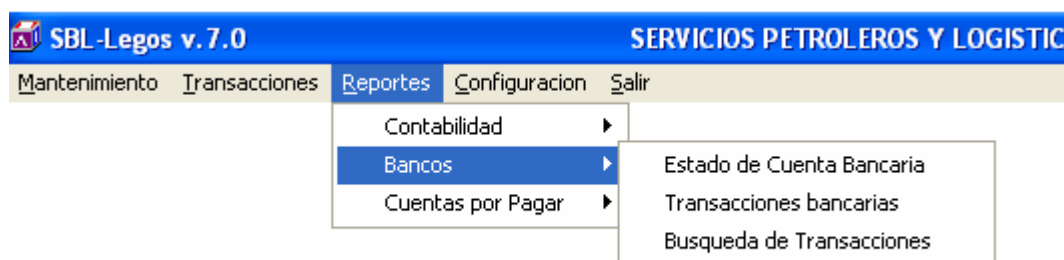 SBL-Legos v.7.0 SERVICIOS PETROLEROS Y LOGISTIC
Mantenimiento Transacciones Reportes Configuracion Salir
Contabilidad
Bancos Estado de Cuenta Bancaria
Cuentas por Pagar Transacciones bancarias
Busqueda de Transacciones